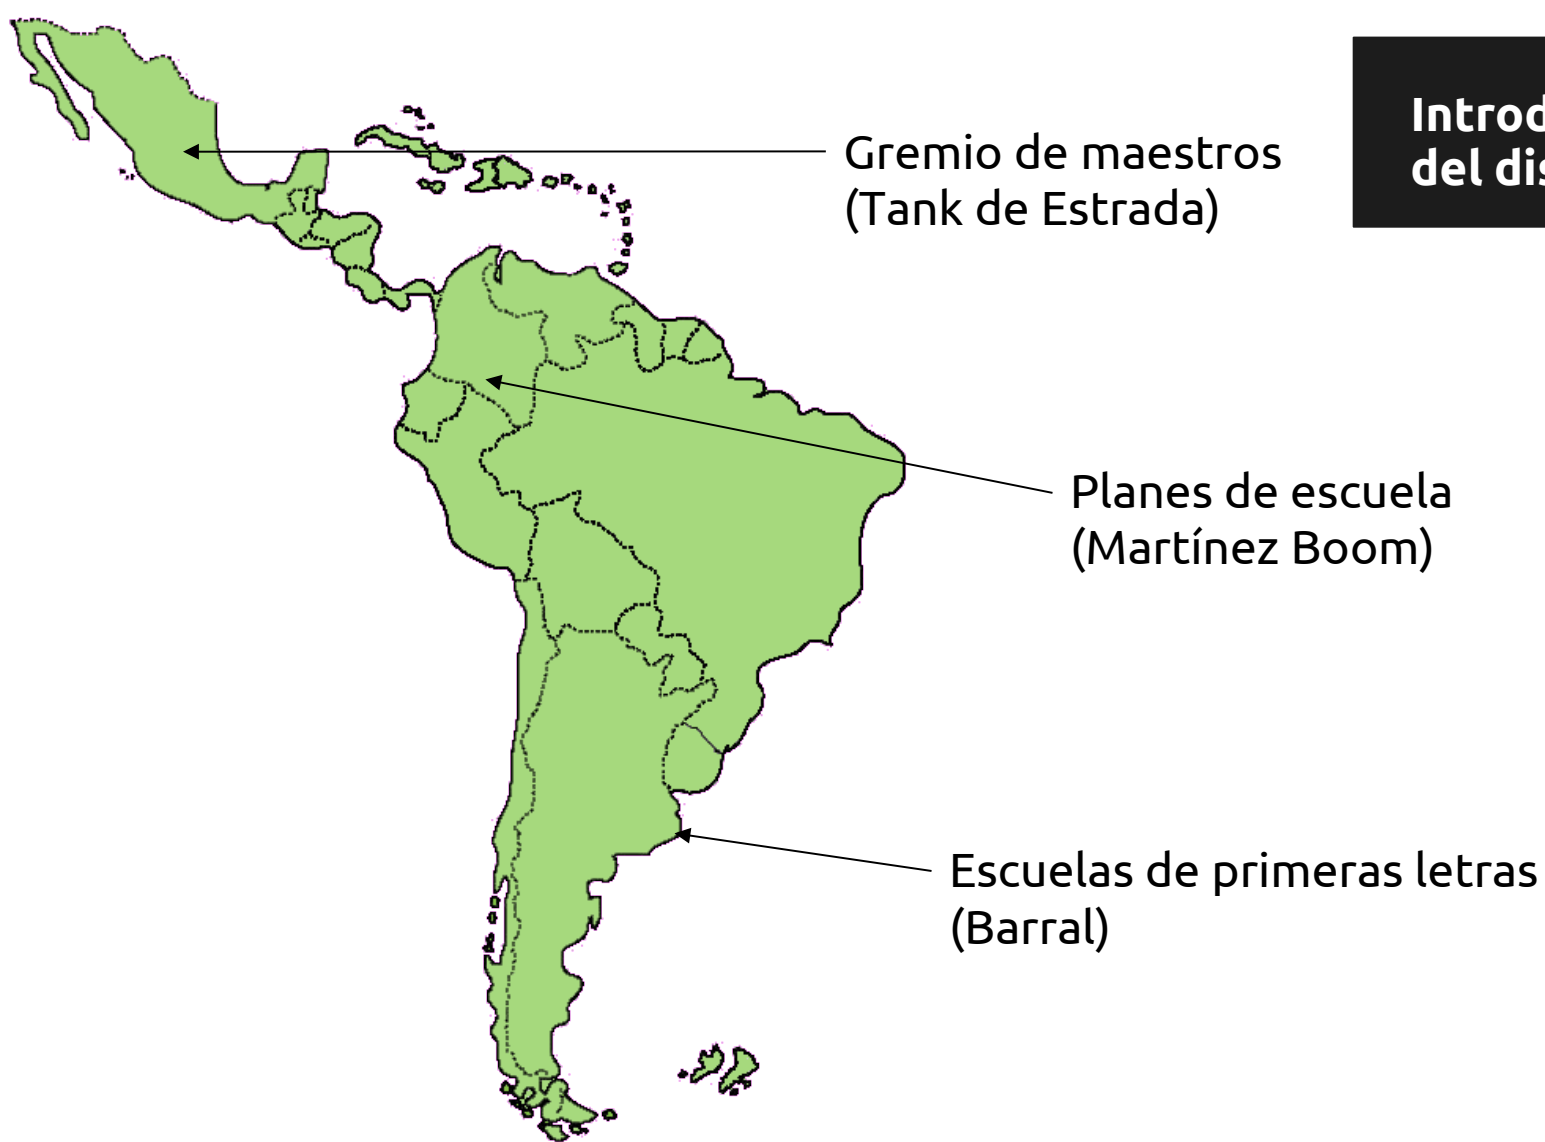 Gremio de maestros
(Tank de Estrada)
Planes de escuela
(Martínez Boom)
Escuelas de primeras letras
(Barral)